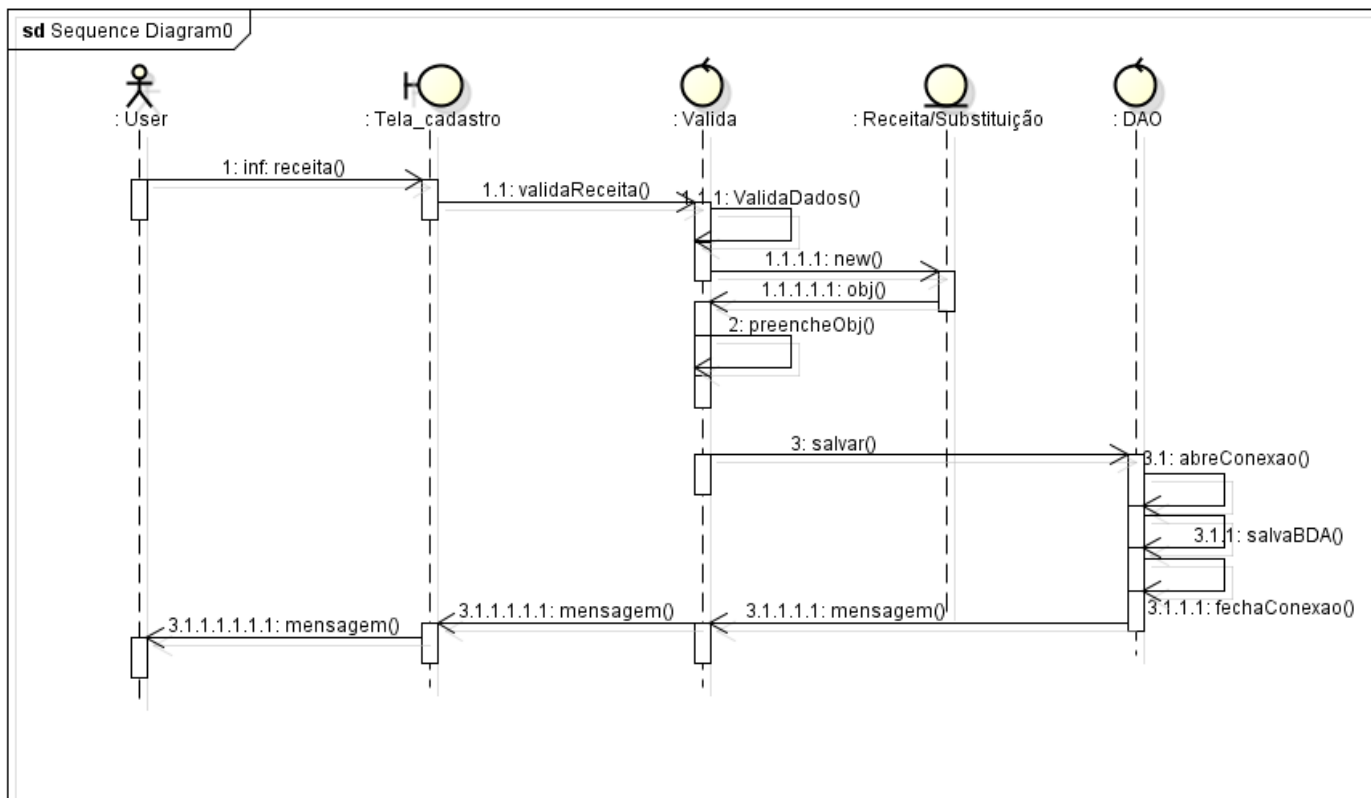 sd Sequence Diagram0
: User
: Tela_cadastro
: Valida
: Receita/Substituição
: DAO
1: inf: receita()
1.1: validaReceita()
1.1.1: ValidaDados()
1.1.1.1: new()
1.1.1.1.1: obj()
2: preencheObj()
3: salvar()
3.1: abreConexao()
3.1.1: salvaBDA()
3.1.1.1: fechaConexao()
3.1.1.1.1: mensagem()
3.1.1.1.1.1: mensagem()
3.1.1.1.1.1.1: mensagem()